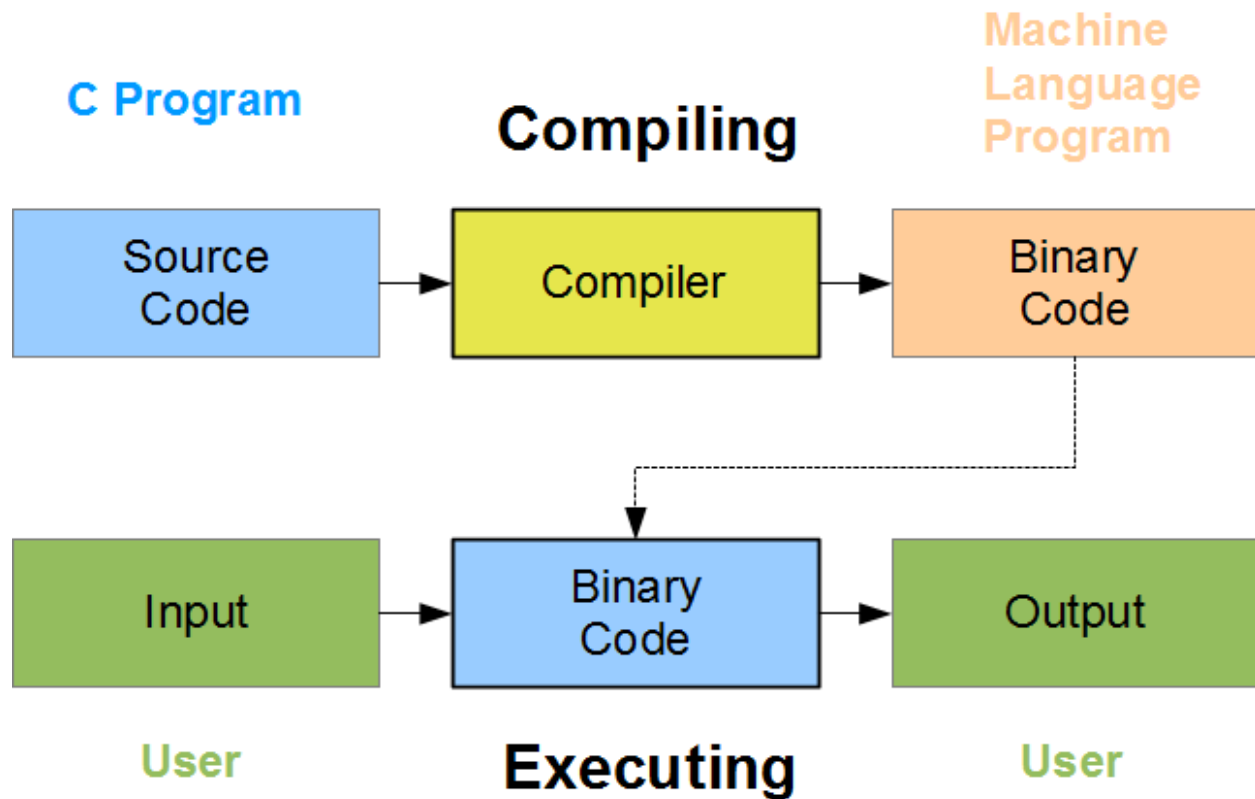 C Program
Compiling
Machine
Language
Program
Source
Code
Compiler
Binary
Code
Input
Binary
Code
Output
User
Executing
User